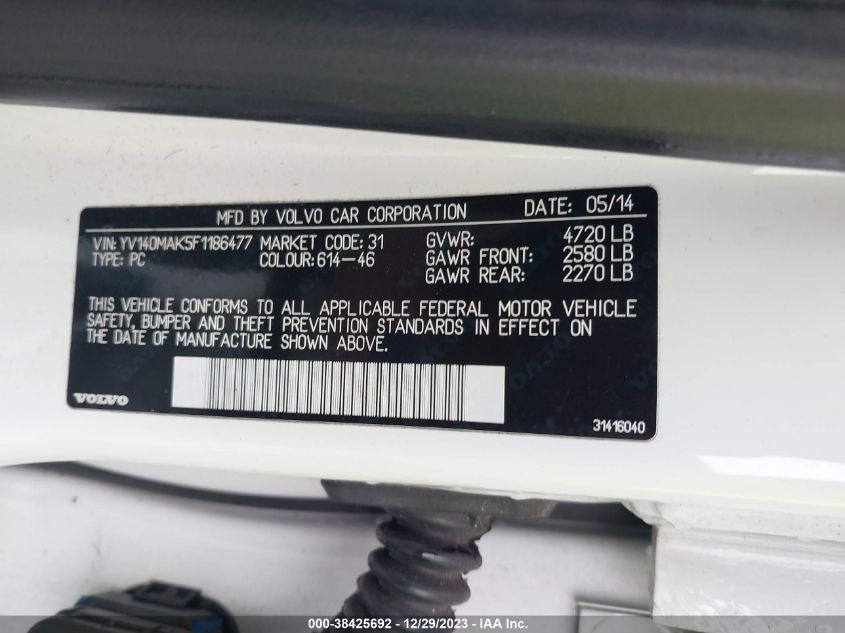 MFD BY VOLVO CAR CORPORATION DATE: 05/14
VIN: YV140MAK5F1186477 MARKET CODE: 31 GVWR: 4720 LB
TYPE: PC COLOUR: 614-46 GAWR FRONT: 2580 LB
GAWR REAR: 2270 LB
THIS VEHICLE CONFORMS TO ALL APPLICABLE FEDERAL MOTOR VEHICLE
SAFETY, BUMPER AND THEFT PREVENTION STANDARDS IN EFFECT ON
THE DATE OF MANUFACTURE SHOWN ABOVE.
VOLVO
31416040
000-38425692 - 12/29/2023 - IAA Inc.